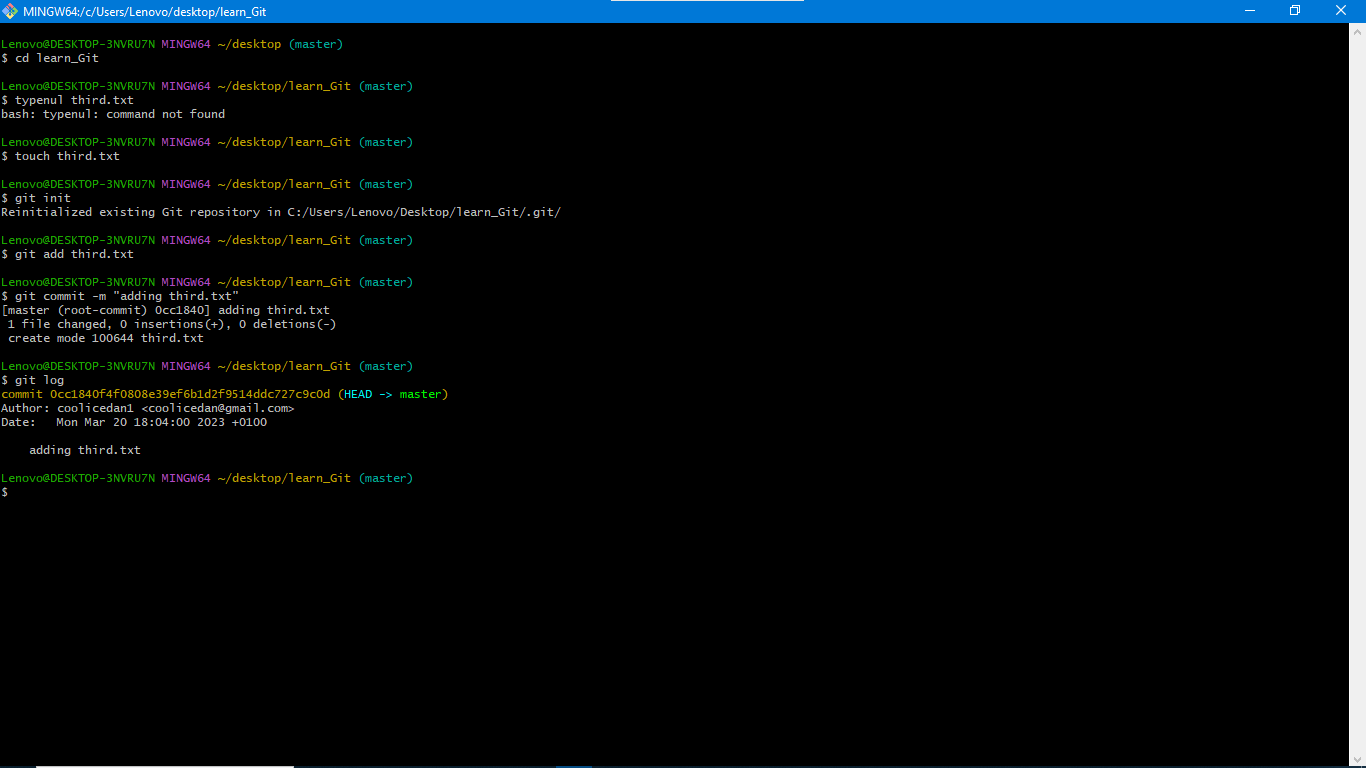 MINGW64:/c/Users/Lenovo/desktop/learn_Git
Lenovo@DESKTOP-3NVRU7N MINGW64 ~/desktop (master)
$ cd learn_Git
Lenovo@DESKTOP-3NVRU7N MINGW64 ~/desktop/learn_Git (master)
$ typenul third.txt
bash: typenul: command not found
Lenovo@DESKTOP-3NVRU7N MINGW64 ~/desktop/learn_Git (master)
$ touch third.txt
Lenovo@DESKTOP-3NVRU7N MINGW64 ~/desktop/learn_Git (master)
$ git init
Reinitialized existing Git repository in C:/Users/Lenovo/Desktop/learn_Git/.git/
Lenovo@DESKTOP-3NVRU7N MINGW64 ~/desktop/learn_Git (master)
$ git add third.txt
Lenovo@DESKTOP-3NVRU7N MINGW64 ~/desktop/learn_Git (master)
$ git commit -m "adding third.txt"
[master (root-commit) 0cc1840] adding third.txt
 1 file changed, 0 insertions(+), 0 deletions(-)
 create mode 100644 third.txt
Lenovo@DESKTOP-3NVRU7N MINGW64 ~/desktop/learn_Git (master)
$ git log
commit 0cc1840f4f0808e39ef6b1d2f9514ddc727c9c0d (HEAD -> master)
Author: coolicedan1 <coolicedan@gmail.com>
Date:   Mon Mar 20 18:04:00 2023 +0100
    adding third.txt
Lenovo@DESKTOP-3NVRU7N MINGW64 ~/desktop/learn_Git (master)
$